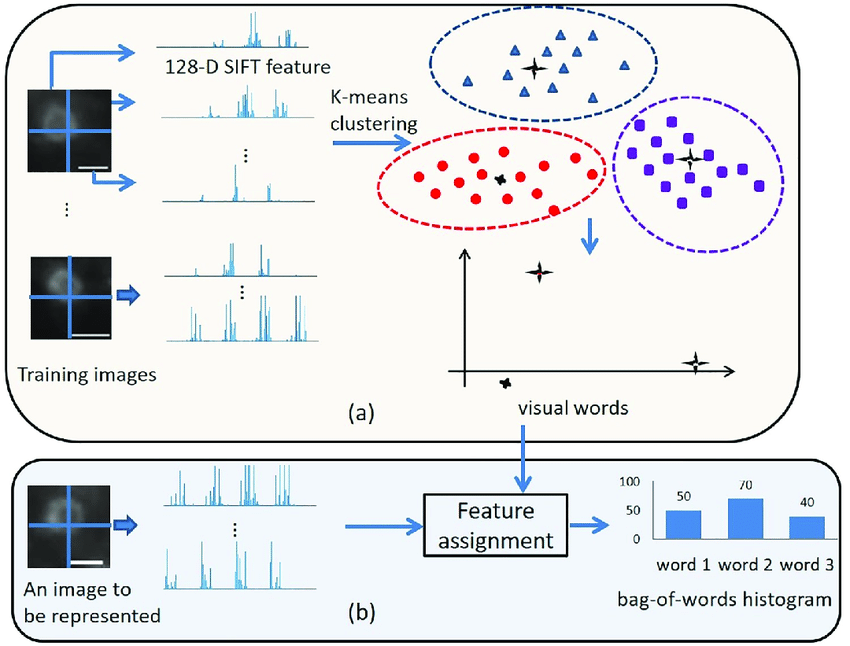 128-D SIFT feature
K-means
clustering
Training images
(a)
visual words
Feature
assignment
An image to
be represented
(b)
100
50
0
50
70
40
word 1 word 2 word 3
bag-of-words histogram